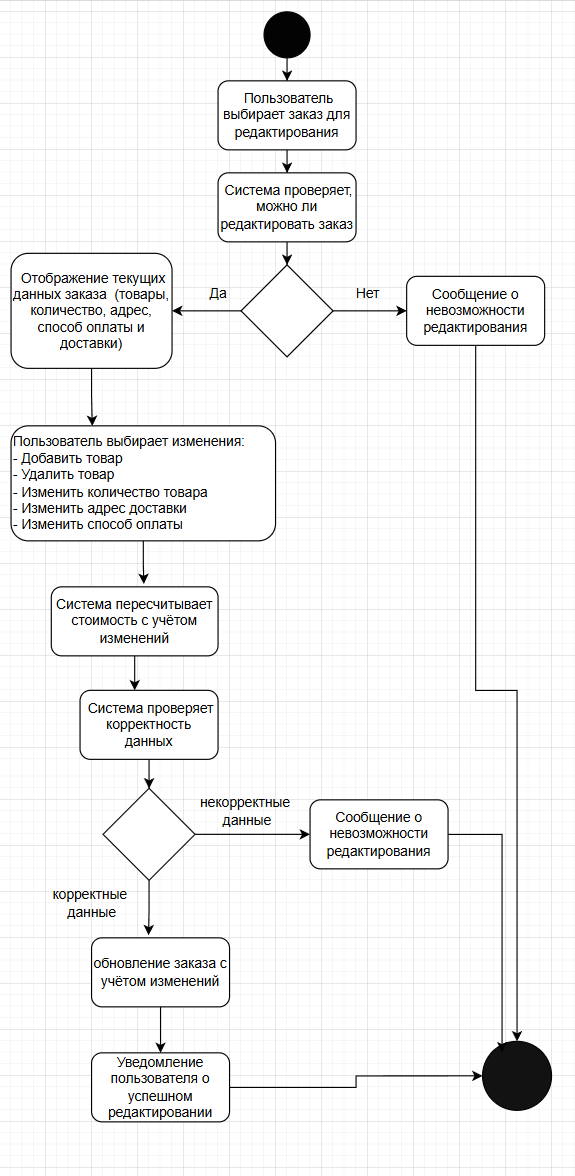 Пользователь
выбирает заказ для
редактирования
Система проверяет,
можно ли
редактировать заказ
Да
Нет
Отображение текущих
данных заказа (товары,
количество, адрес,
способ оплаты и
доставки)
Сообщение о
невозможности
редактирования
Пользователь выбирает изменения:
- Добавить товар
- Удалить товар
- Изменить количество товара
- Изменить адрес доставки
- Изменить способ оплаты
Система пересчитывает
стоимость с учётом
изменений
Система проверяет
корректность
данных
некорректные
данные
Сообщение о
невозможности
редактирования
корректные
данные
обновление заказа с
учётом изменений
Уведомление
пользователя о
успешном
редактировании